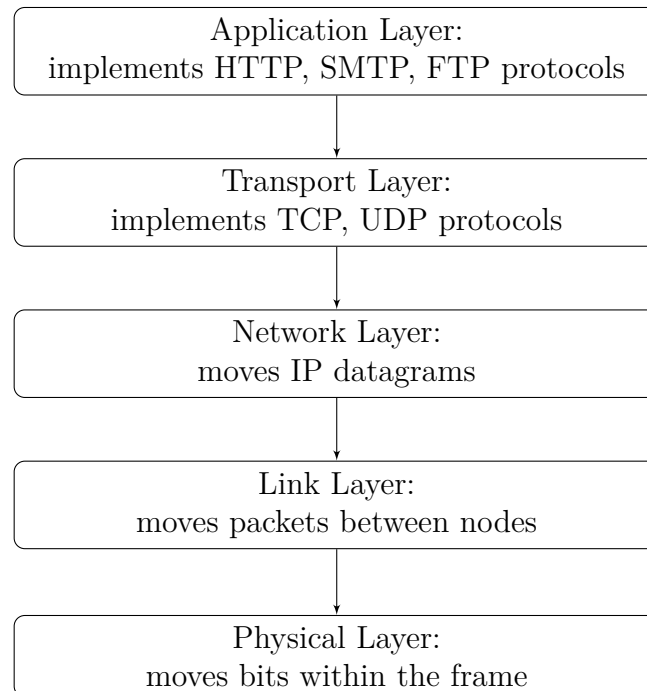 Application Layer:
implements HTTP, SMTP, FTP protocols
Transport Layer:
implements TCP, UDP protocols
Network Layer:
moves IP datagrams
Link Layer:
moves packets between nodes
Physical Layer:
moves bits within the frame